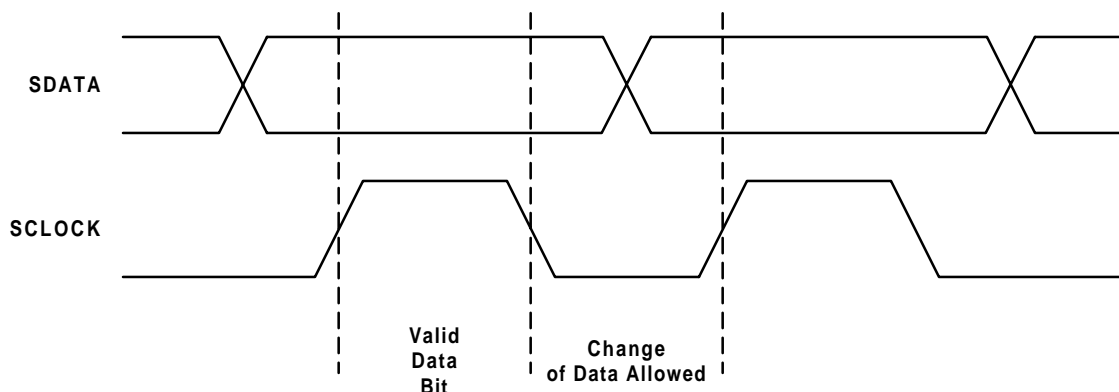 SDATA
SCLOCK
Valid
Data
Bit
Change
of Data Allowed